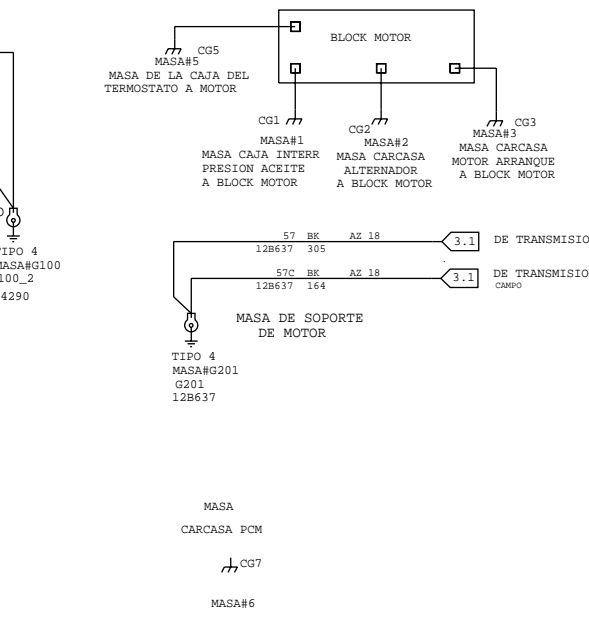 BLOCK MOTOR
CG5
MASA#5
MASA DE LA CAJA DEL
TERMOSTATO A MOTOR
CG1
MASA#1
MASA CAJA INTERR
PRESION ACEITE
A BLOCK MOTOR
CG2
MASA#2
MASA CARCASA
ALTERNADOR
A BLOCK MOTOR
CG3
MASA#3
MASA CARCASA
MOTOR ARRANQUE
A BLOCK MOTOR
TIPO 4
MASA#G100
100_2
4290
57 BK AZ 18
12B637 305
3.1 DE TRANSMISIO
57C BK AZ 18
12B637 164
3.1 DE TRANSMISIO
CAMPO
MASA DE SOPORTE
DE MOTOR
TIPO 4
MASA#G201
G201
12B637
MASA
CARCASA PCM
CG7
MASA#6